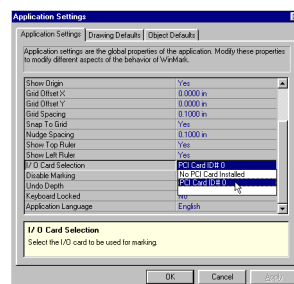 Application Settings
Application Settings Drawing Defaults Object Defaults
Application settings are the global properties of the application. Modify these properties
to modify different aspects of the behavior of WinMark.
Show Origin Yes
Grid Offset X 0.0000 in
Grid Offset Y 0.0000 in
Grid Spacing 0.1000 in
Snap To Grid Yes
Nudge Spacing 0.1000 in
Show Top Ruler Yes
Show Left Ruler Yes
I/O Card Selection PCI Card ID# 0
Disable Marking No PCI Card Installed
Undo Depth PCI Card ID# 0
Keyboard Locked No
Application Language English
I/O Card Selection
Select the I/O card to be used for marking.
OK Cancel Apply